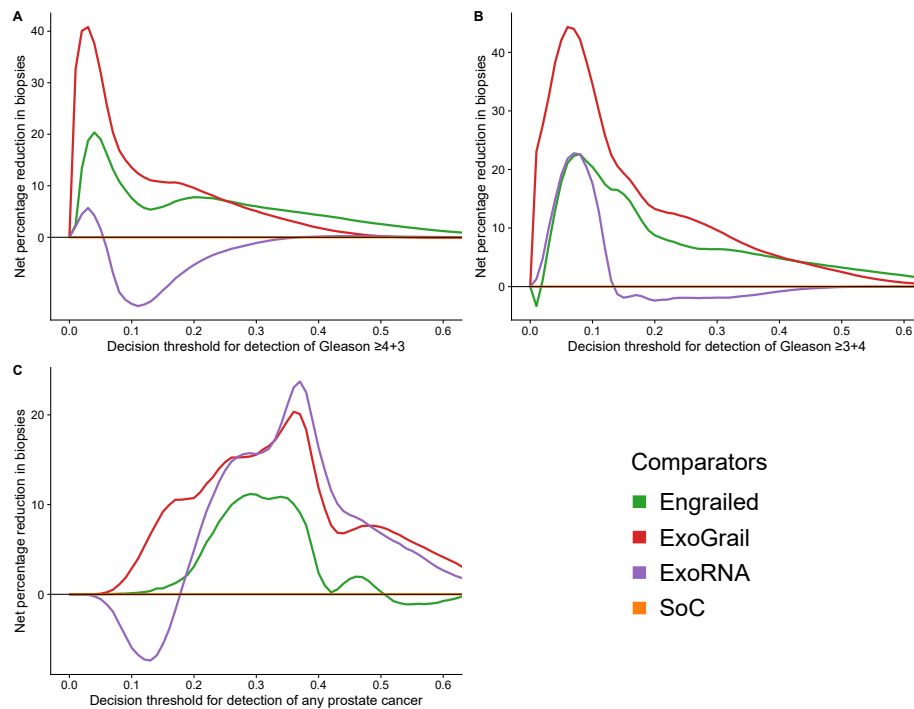 A
Net percentage reduction in biopsies
40
30
20
10
0
0.0 0.1 0.2 0.3 0.4 0.5 0.6
Decision threshold for detection of Gleason ≥4+3
B
Net percentage reduction in biopsies
40
30
20
10
0
0.0 0.1 0.2 0.3 0.4 0.5 0.6
Decision threshold for detection of Gleason ≥3+4
C
Net percentage reduction in biopsies
20
10
0
0.0 0.1 0.2 0.3 0.4 0.5 0.6
Decision threshold for detection of any prostate cancer
Comparators
Engrailed
ExoGrail
ExoRNA
SoC